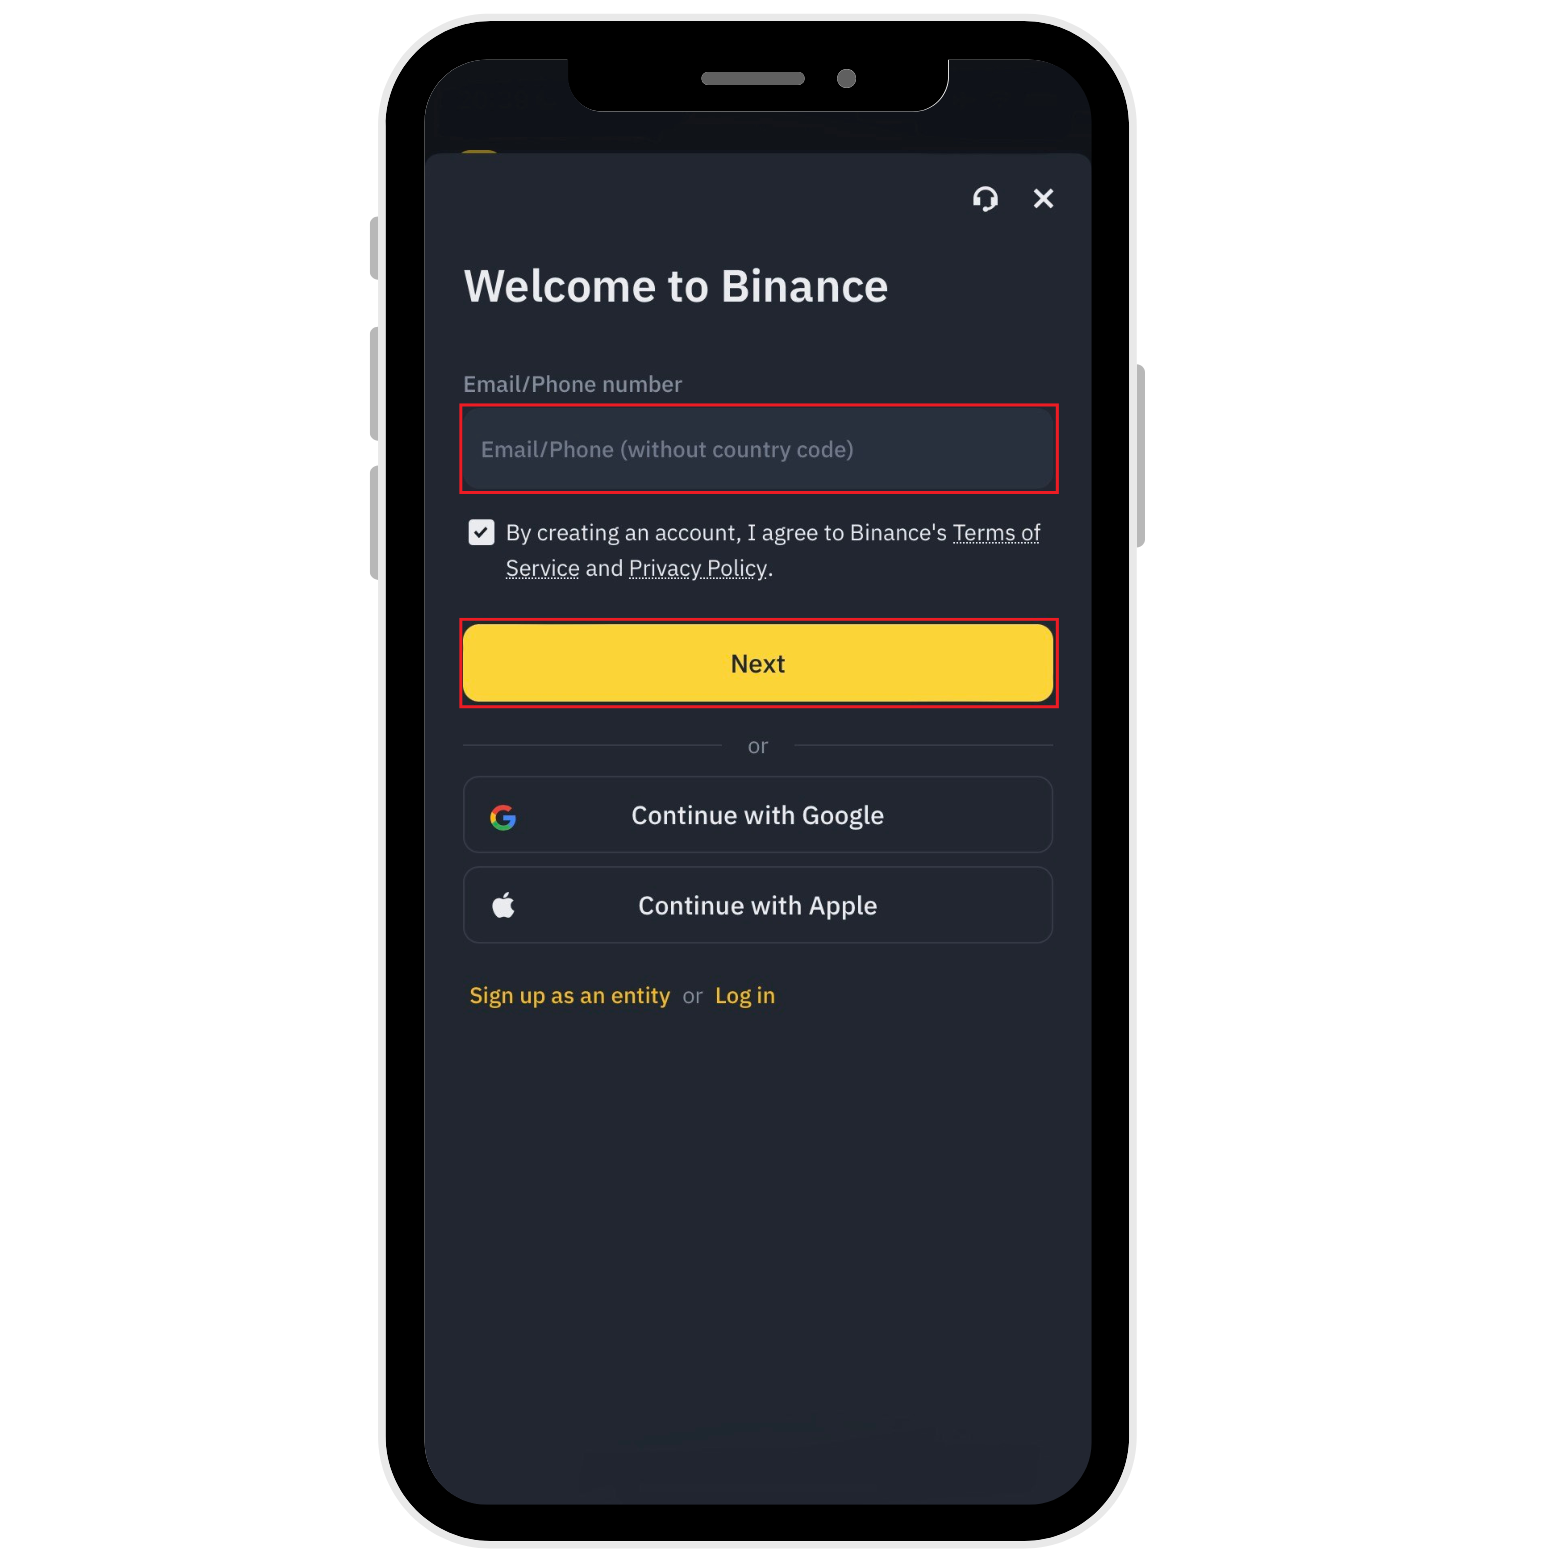 Welcome to Binance
Email/Phone number
Email/Phone (without country code)
By creating an account, I agree to Binance's Terms of
Service and Privacy Policy.
Next
or
Continue with Google
Continue with Apple
Sign up as an entity or Log in